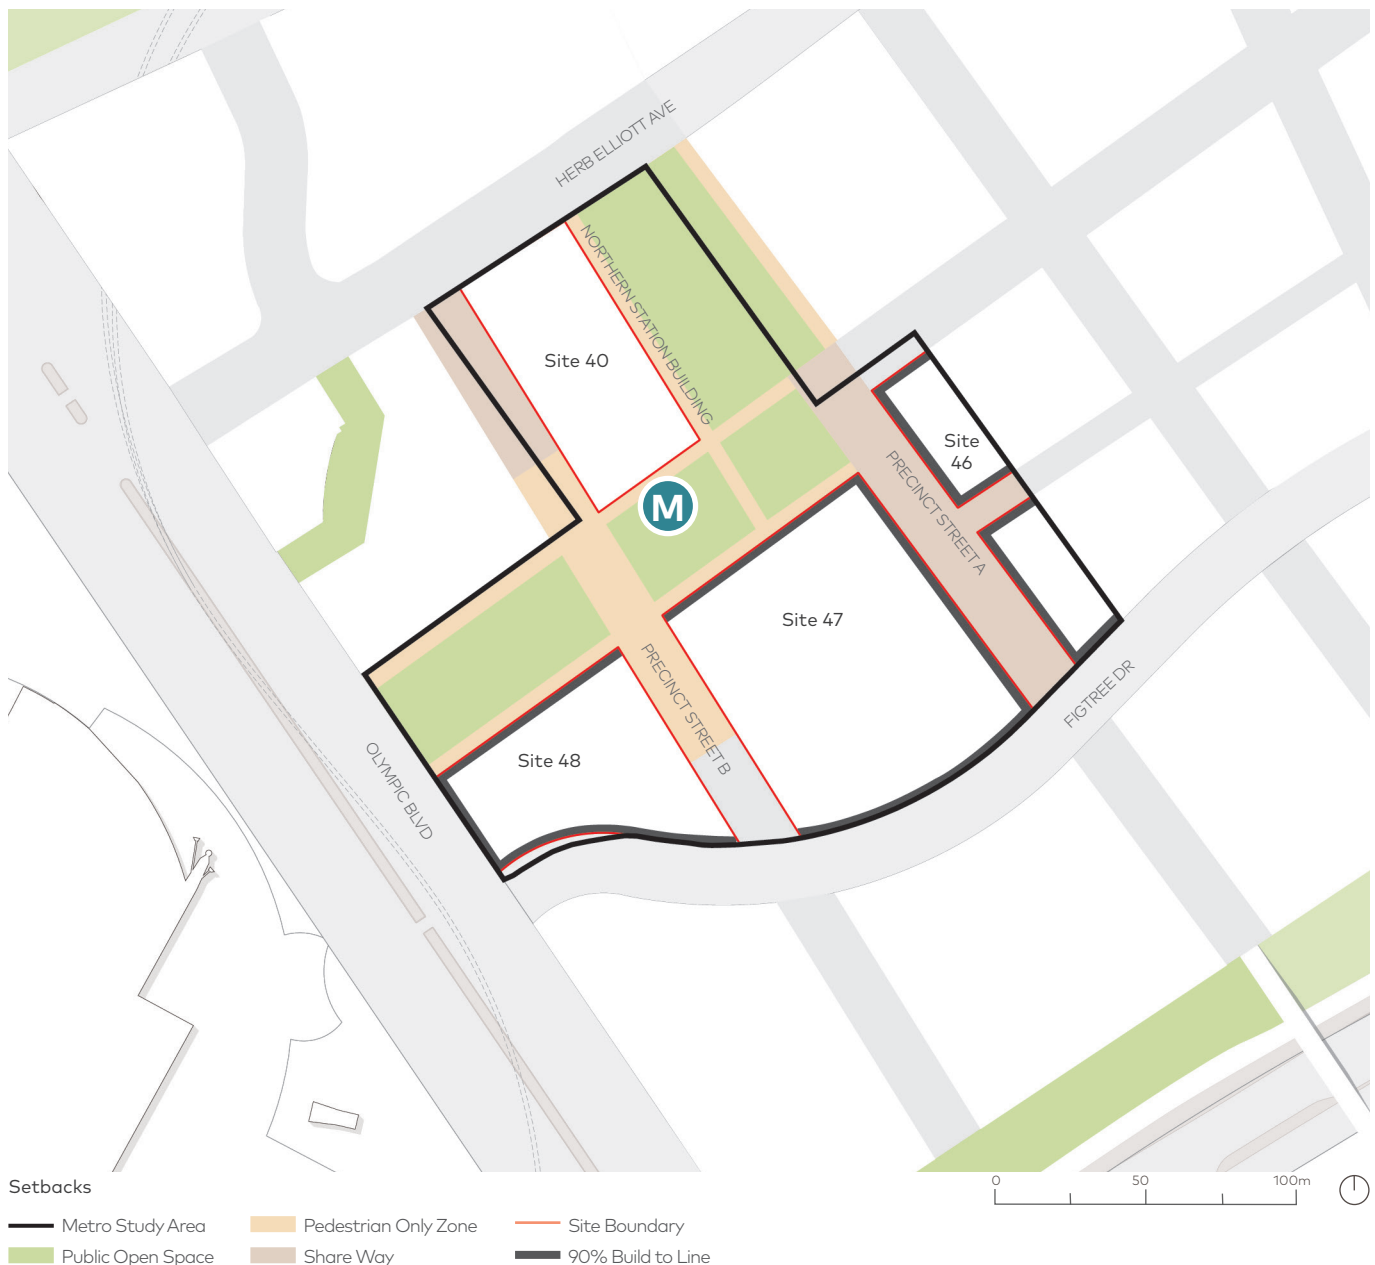 HERB ELLIOTT AVE
NORTHERN STATION BUILDING
Site 40
Site
46
M
PRECINCT STREET A
Site 47
PRECINCT STREET B
FIGTREE DR
Site 48
OLYMPIC BLVD
Setbacks
0 50 100m
Metro Study Area
Pedestrian Only Zone
Site Boundary
Public Open Space
Share Way
90% Build to Line